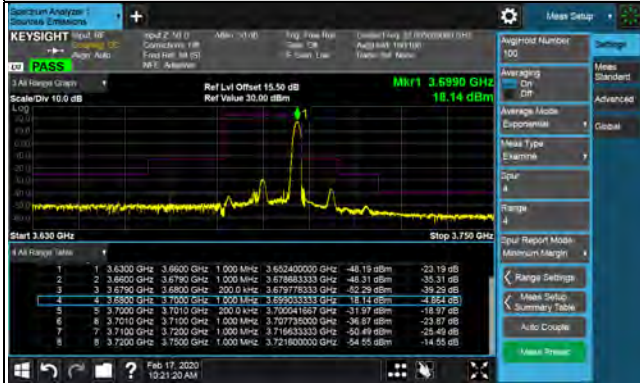 Spectrum Analyzer 1
Spurious Emissions
KEYSIGHT Input: RF
Coupling: DC
Align: Auto
Input Z: 50 Ω
Corrections: Off
Freq Ref: Int (S)
NFE: Adaptive
Trig: Free Run
Gate: Off
PASS
3 All Range Graph
Scale/Div 10.0 dB
Ref Lvl Offset 15.50 dB
Ref Value 30.00 dBm
Mkr1 3.6990 GHz
18.14 dBm
Log
1
Start 3.630 GHz
Stop 3.750 GHz
4 All Range Table
1 1 3.6300 GHz 3.6600 GHz 1.000 MHz 3.652400000 GHz -48.19 dBm -23.19 dB
2 2 3.6600 GHz 3.6790 GHz 1.000 MHz 3.678683333 GHz -48.31 dBm -35.31 dB
3 3 3.6790 GHz 3.6800 GHz 200.0 kHz 3.679778333 GHz -52.29 dBm -39.29 dB
4 4 3.6800 GHz 3.7000 GHz 1.000 MHz 3.699033333 GHz 18.14 dBm -4.864 dB
5 5 3.7000 GHz 3.7010 GHz 200.0 kHz 3.700041667 GHz -31.97 dBm -18.97 dB
6 6 3.7010 GHz 3.7100 GHz 1.000 MHz 3.707735000 GHz -36.87 dBm -23.87 dB
7 7 3.7100 GHz 3.7200 GHz 1.000 MHz 3.716633333 GHz -50.49 dBm -25.49 dB
8 8 3.7200 GHz 3.7500 GHz 1.000 MHz 3.721600000 GHz -54.55 dBm -14.55 dB
Feb 17, 2020
10:21:20 AM
Meas Setup
Avg|Hold Number
100
Averaging
On
Off
Average Mode
Exponential
Meas Type
Examine
Spur
4
Range
4
Spur Report Mode
Minimum Margin
Range Settings
Meas Setup
Summary Table
Auto Couple
Meas Preset
Settings
Meas
Standard
Advanced
Global